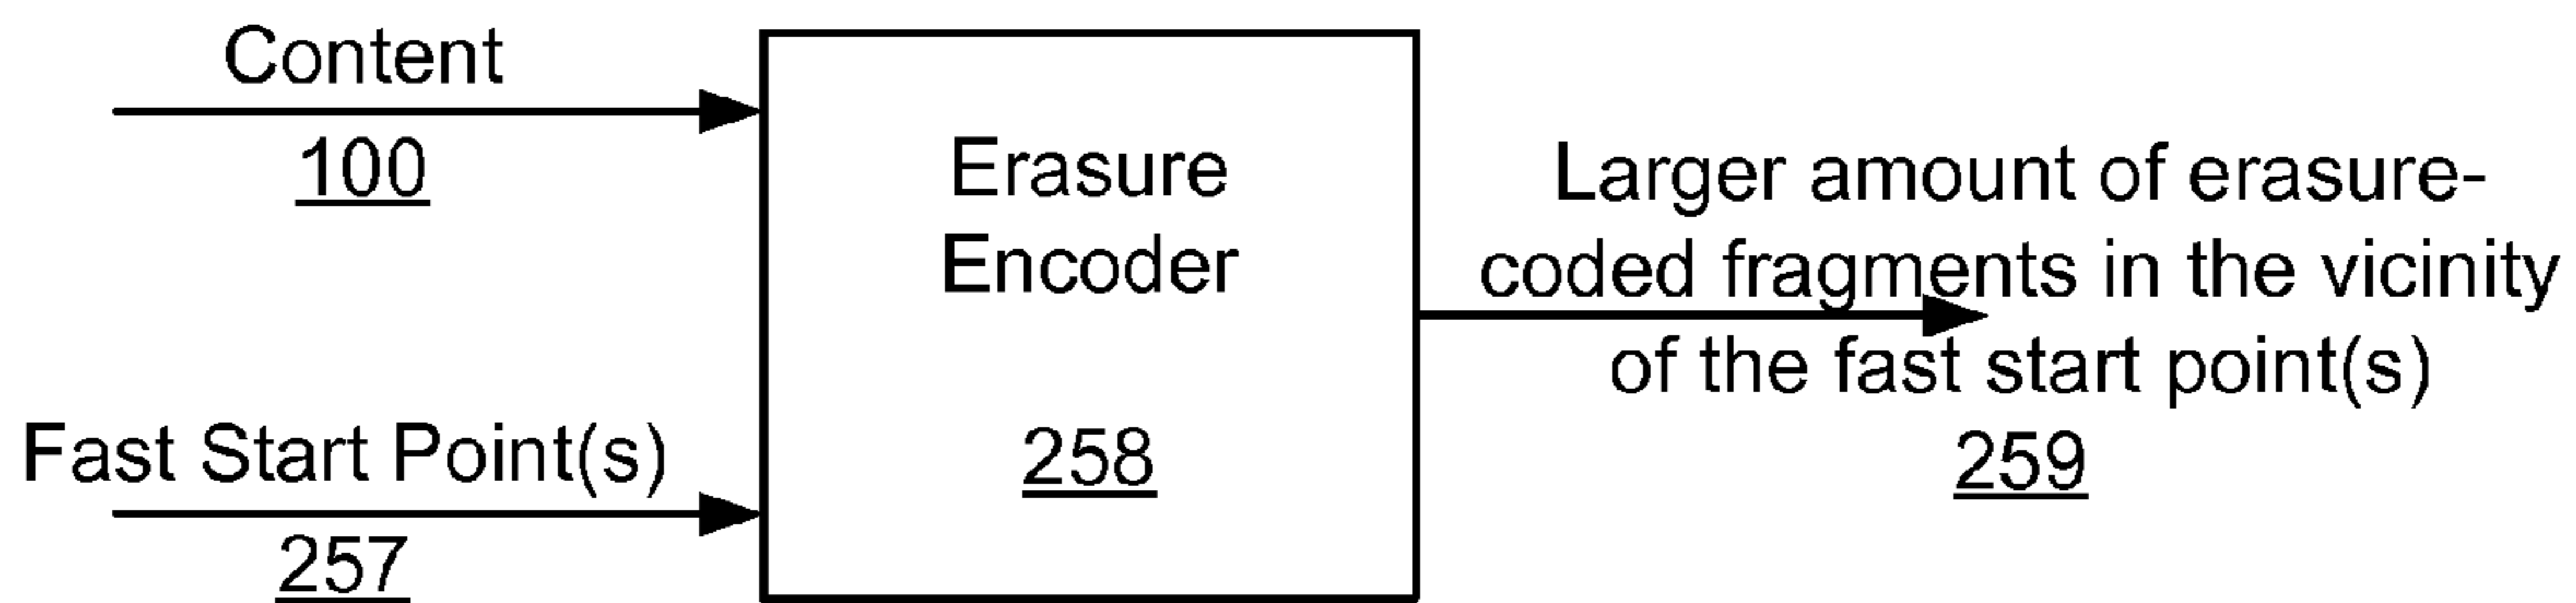 Content
100
Fast Start Point(s)
257
Erasure
Encoder
258
Larger amount of erasure-
coded fragments in the vicinity
of the fast start point(s)
259